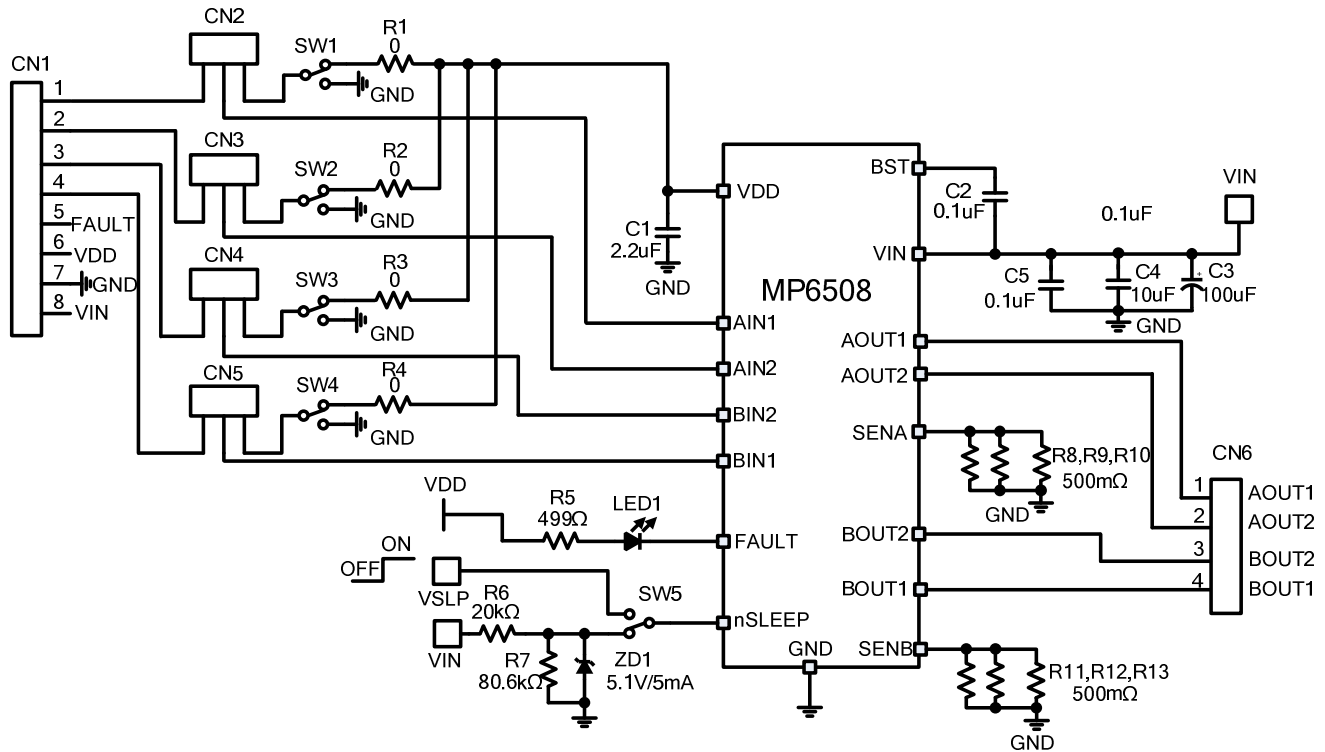 CN1
1
2
3
4
5
FAULT
6
VDD
7
GND
8
VIN
CN2
SW1
R1
0
GND
CN3
SW2
R2
0
GND
CN4
SW3
R3
0
GND
CN5
SW4
R4
0
GND
C1
2.2uF
GND
VDD
R5
499Ω
LED1
ON
OFF
VSLP
R6
20kΩ
SW5
VIN
R7
80.6kΩ
ZD1
5.1V/5mA
MP6508
VDD
AIN1
AIN2
BIN2
BIN1
FAULT
nSLEEP
GND
BST
VIN
AOUT1
AOUT2
SENA
BOUT2
BOUT1
SENB
C2
0.1uF
0.1uF
VIN
C5
0.1uF
C4
10uF
+
C3
100uF
GND
R8,R9,R10
500mΩ
GND
CN6
1
AOUT1
2
AOUT2
3
BOUT2
4
BOUT1
R11,R12,R13
500mΩ
GND